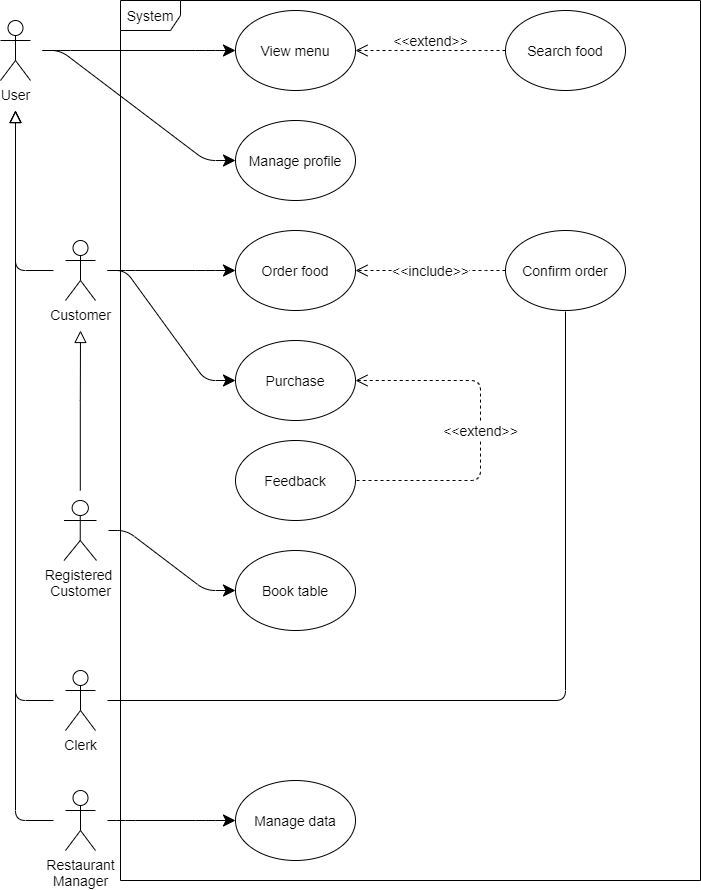 System
User
View menu
<<extend>>
Search food
Manage profile
Customer
Order food
<<include>>
Confirm order
Purchase
<<extend>>
Feedback
Registered
Customer
Book table
Clerk
Restaurant
Manager
Manage data